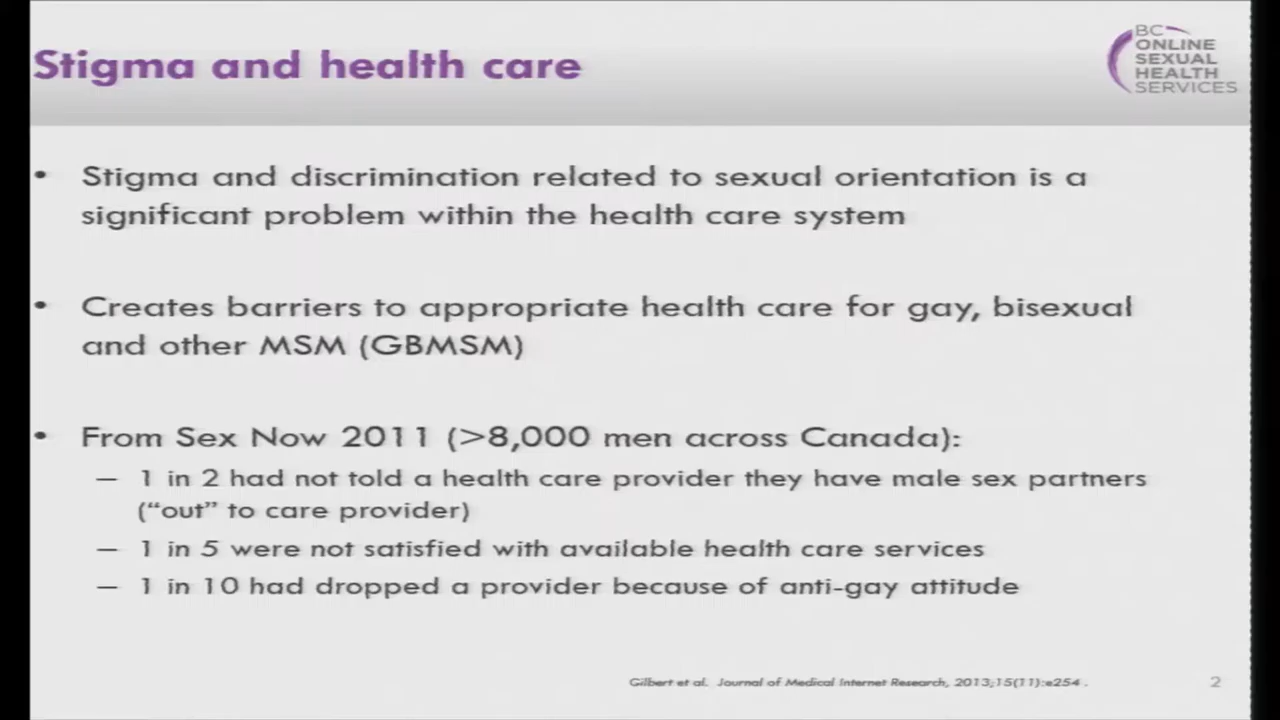 Stigma and health care
BC
ONLINE
SEXUAL
HEALTH
SERVICES
• Stigma and discrimination related to sexual orientation is a
significant problem within the health care system
• Creates barriers to appropriate health care for gay, bisexual
and other MSM (GBMSM)
• From Sex Now 2011 (>8,000 men across Canada):
– 1 in 2 had not told a health care provider they have male sex partners
(“out” to care provider)
– 1 in 5 were not satisfied with available health care services
– 1 in 10 had dropped a provider because of anti-gay attitude
Gilbert et al. Journal of Medical Internet Research, 2013;15(11):e254 .
2